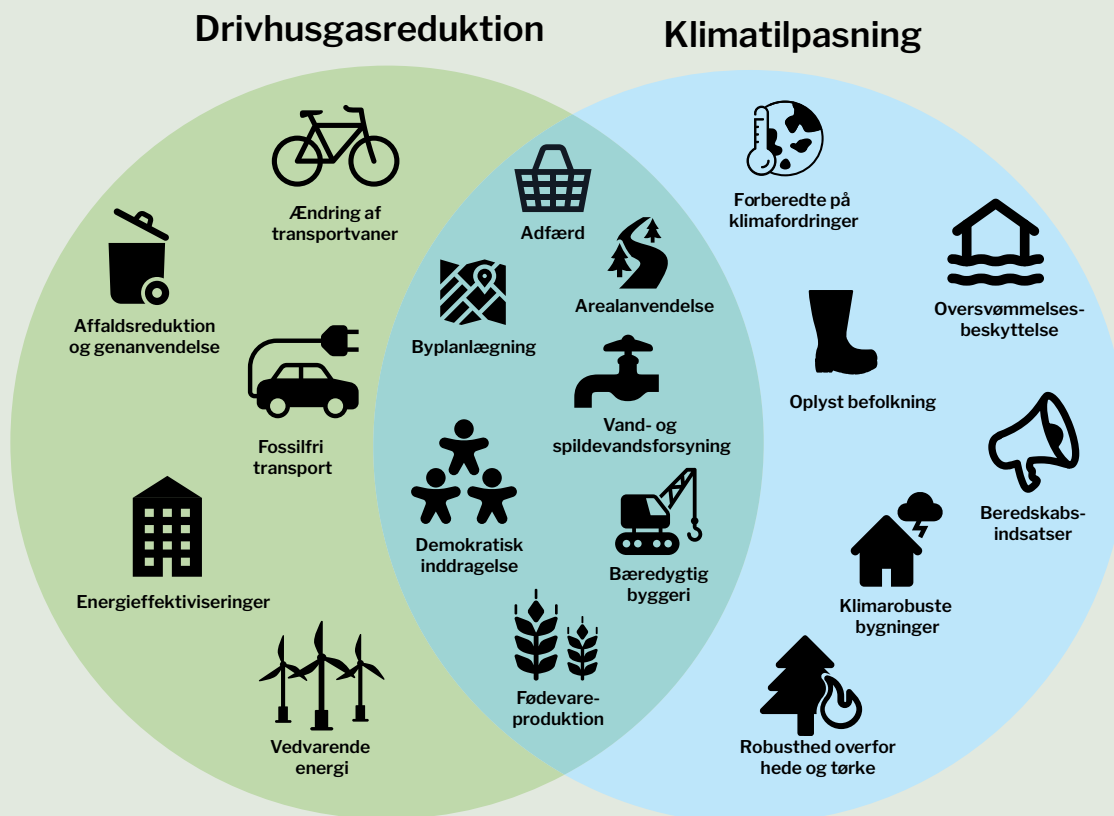 Drivhusgasreduktion
Klimatilpasning
Ændring af
transportvaner
Affaldsreduktion
og genanvendelse
Fossilfri
transport
Energieffektiviseringer
Vedvarende
energi
Adfærd
Arealanvendelse
Byplanlægning
Vand- og
spildevandsforsyning
Demokratisk
inddragelse
Bæredygtig
byggeri
Fødevare-
produktion
Forberedte på
klimafordringer
Oversvømmelses-
beskyttelse
Oplyst befolkning
Beredskabs-
indsatser
Klimarobuste
bygninger
Robusthed overfor
hede og tørke